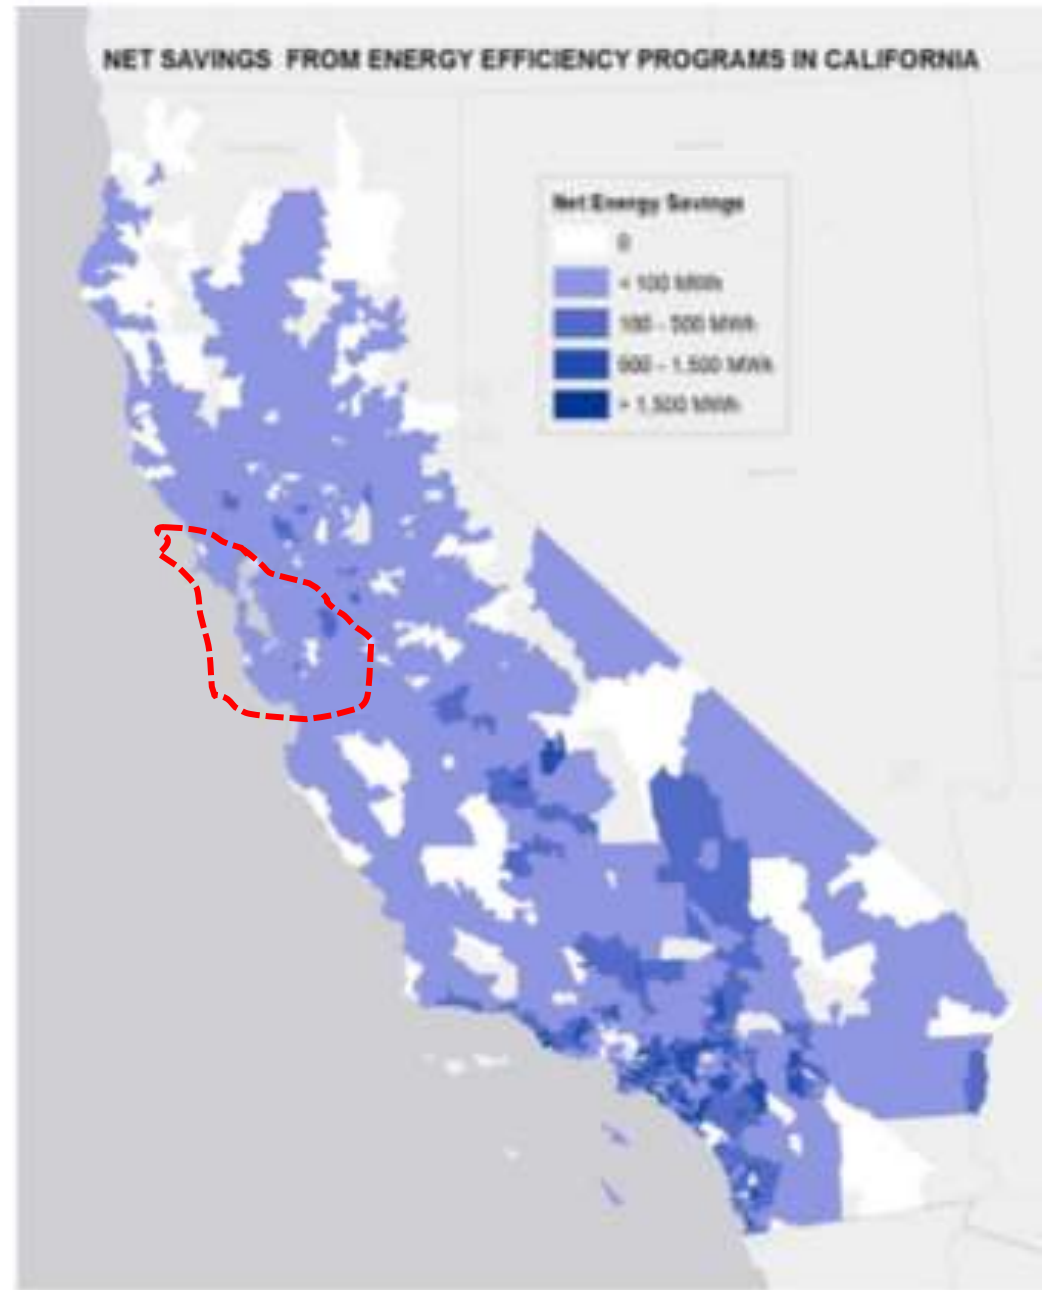 NET SAVINGS FROM ENERGY EFFICIENCY PROGRAMS IN CALIFORNIA
Net Energy Savings
0
< 100 MWh
100 - 500 MWh
500 - 1,500 MWh
> 1,500 MWh